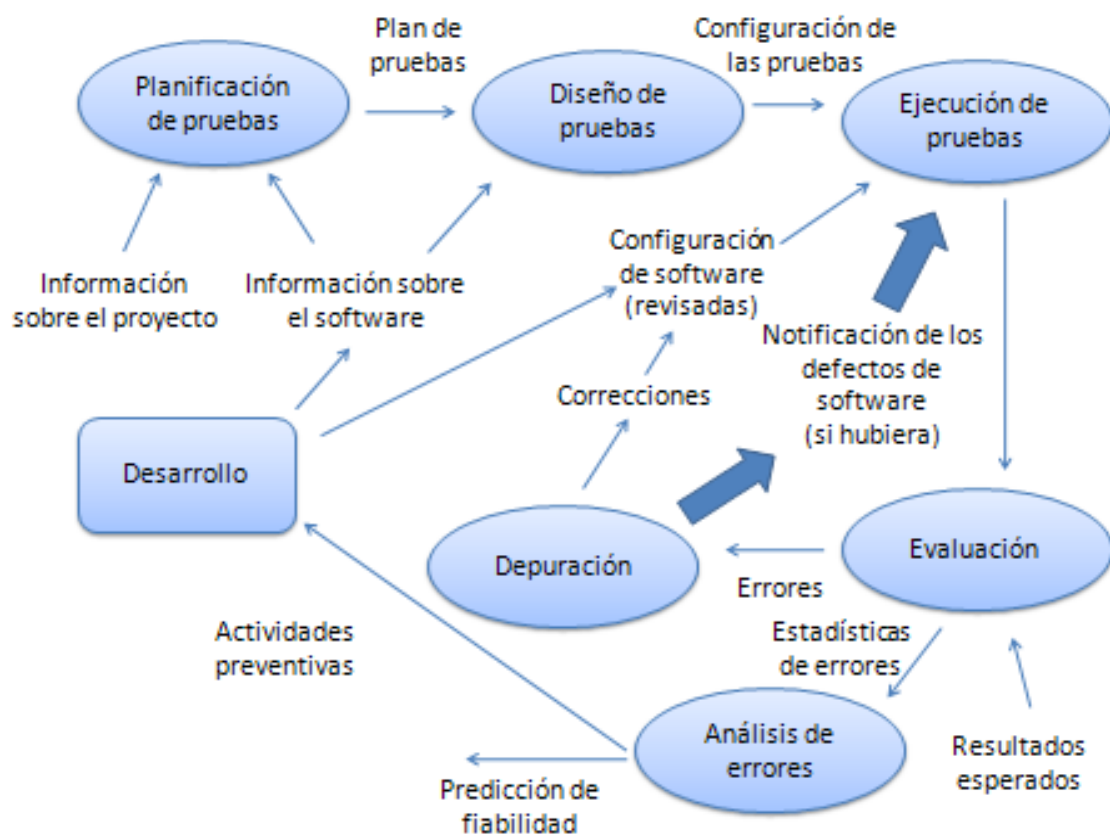 Plan de
pruebas
Configuración de
las pruebas
Planificación
de pruebas
Diseño de
pruebas
Ejecución de
pruebas
Información
sobre el proyecto
Información sobre
el software
Configuración
de software
(revisadas)
Notificación de los
defectos de
software
(si hubiera)
Correcciones
Desarrollo
Depuración
Evaluación
Errores
Actividades
preventivas
Estadísticas
de errores
Análisis de
errores
Resultados
esperados
Predicción de
fiabilidad